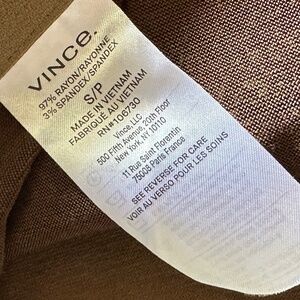 VINCE.
97% RAYON/RAYONNE
3% SPANDEX/SPANDEX
S/P
MADE IN VIETNAM
FABRIQUÉ AU VIETNAM
RN#106730
Vince, LLC
500 Fifth Avenue 20th Floor
New York, NY 10110
11 Rue Saint Florentin
75008 Paris France
SEE REVERSE FOR CARE
VOIR AU VERSO POUR LES SOINS